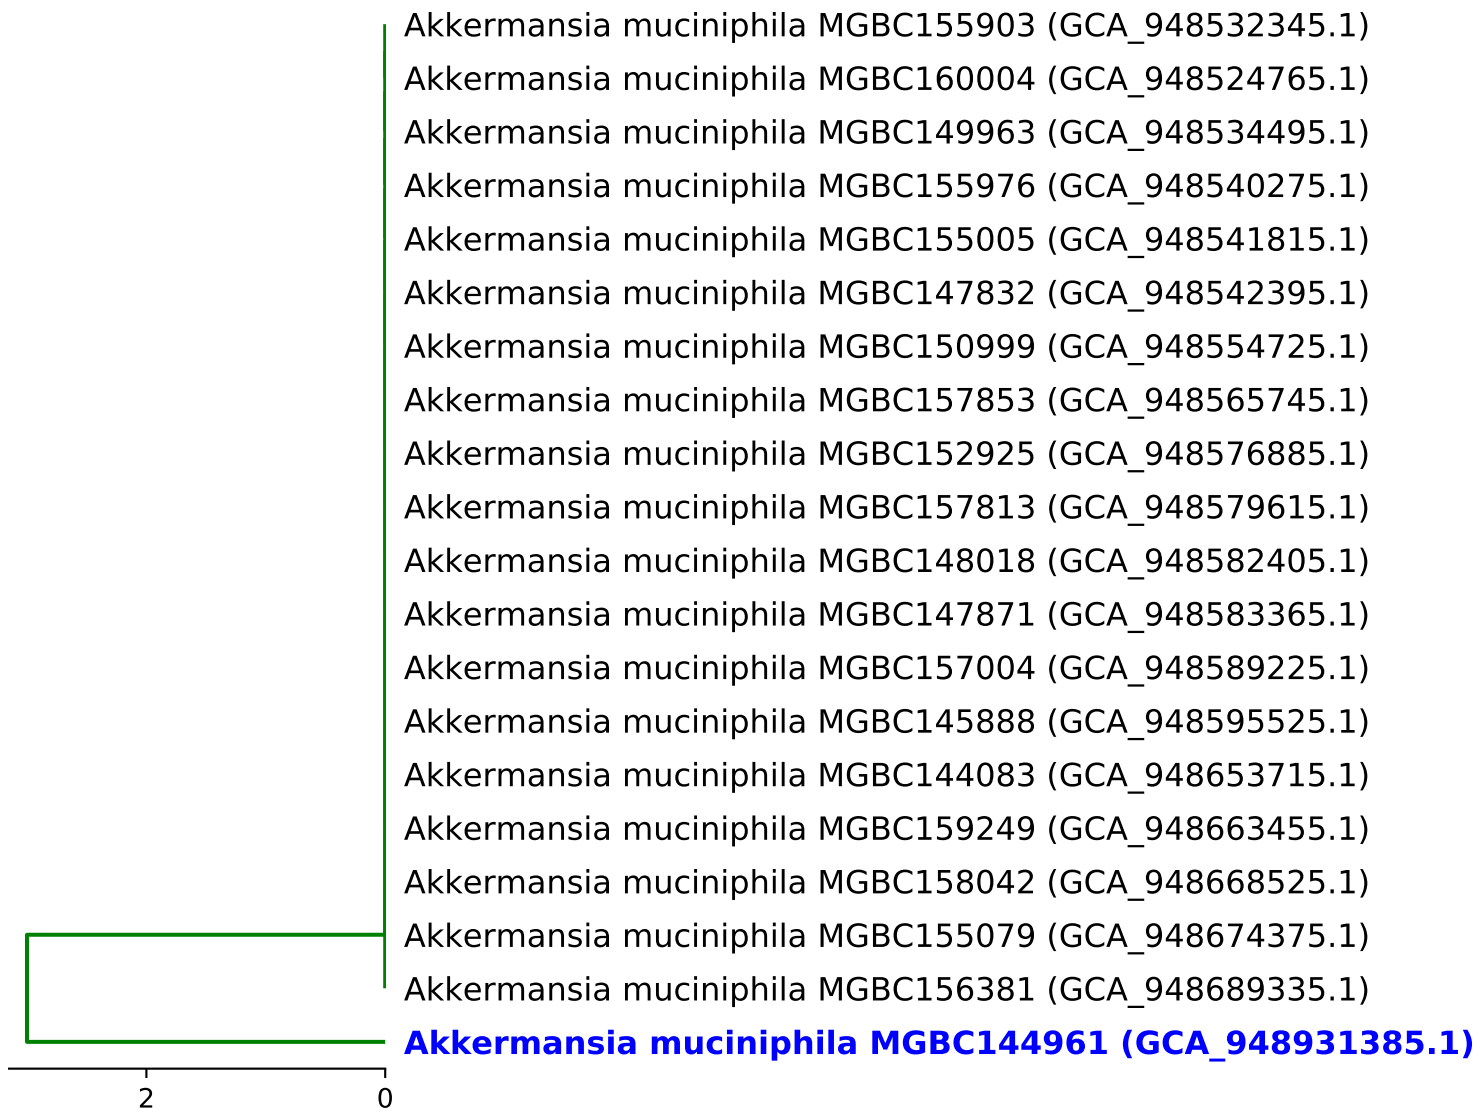 Akkermansia muciniphila MGBC155903 (GCA_948532345.1)
Akkermansia muciniphila MGBC160004 (GCA_948524765.1)
Akkermansia muciniphila MGBC149963 (GCA_948534495.1)
Akkermansia muciniphila MGBC155976 (GCA_948540275.1)
Akkermansia muciniphila MGBC155005 (GCA_948541815.1)
Akkermansia muciniphila MGBC147832 (GCA_948542395.1)
Akkermansia muciniphila MGBC150999 (GCA_948554725.1)
Akkermansia muciniphila MGBC157853 (GCA_948565745.1)
Akkermansia muciniphila MGBC152925 (GCA_948576885.1)
Akkermansia muciniphila MGBC157813 (GCA_948579615.1)
Akkermansia muciniphila MGBC148018 (GCA_948582405.1)
Akkermansia muciniphila MGBC147871 (GCA_948583365.1)
Akkermansia muciniphila MGBC157004 (GCA_948589225.1)
Akkermansia muciniphila MGBC145888 (GCA_948595525.1)
Akkermansia muciniphila MGBC144083 (GCA_948653715.1)
Akkermansia muciniphila MGBC159249 (GCA_948663455.1)
Akkermansia muciniphila MGBC158042 (GCA_948668525.1)
Akkermansia muciniphila MGBC155079 (GCA_948674375.1)
Akkermansia muciniphila MGBC156381 (GCA_948689335.1)
Akkermansia muciniphila MGBC144961 (GCA_948931385.1)
2 0